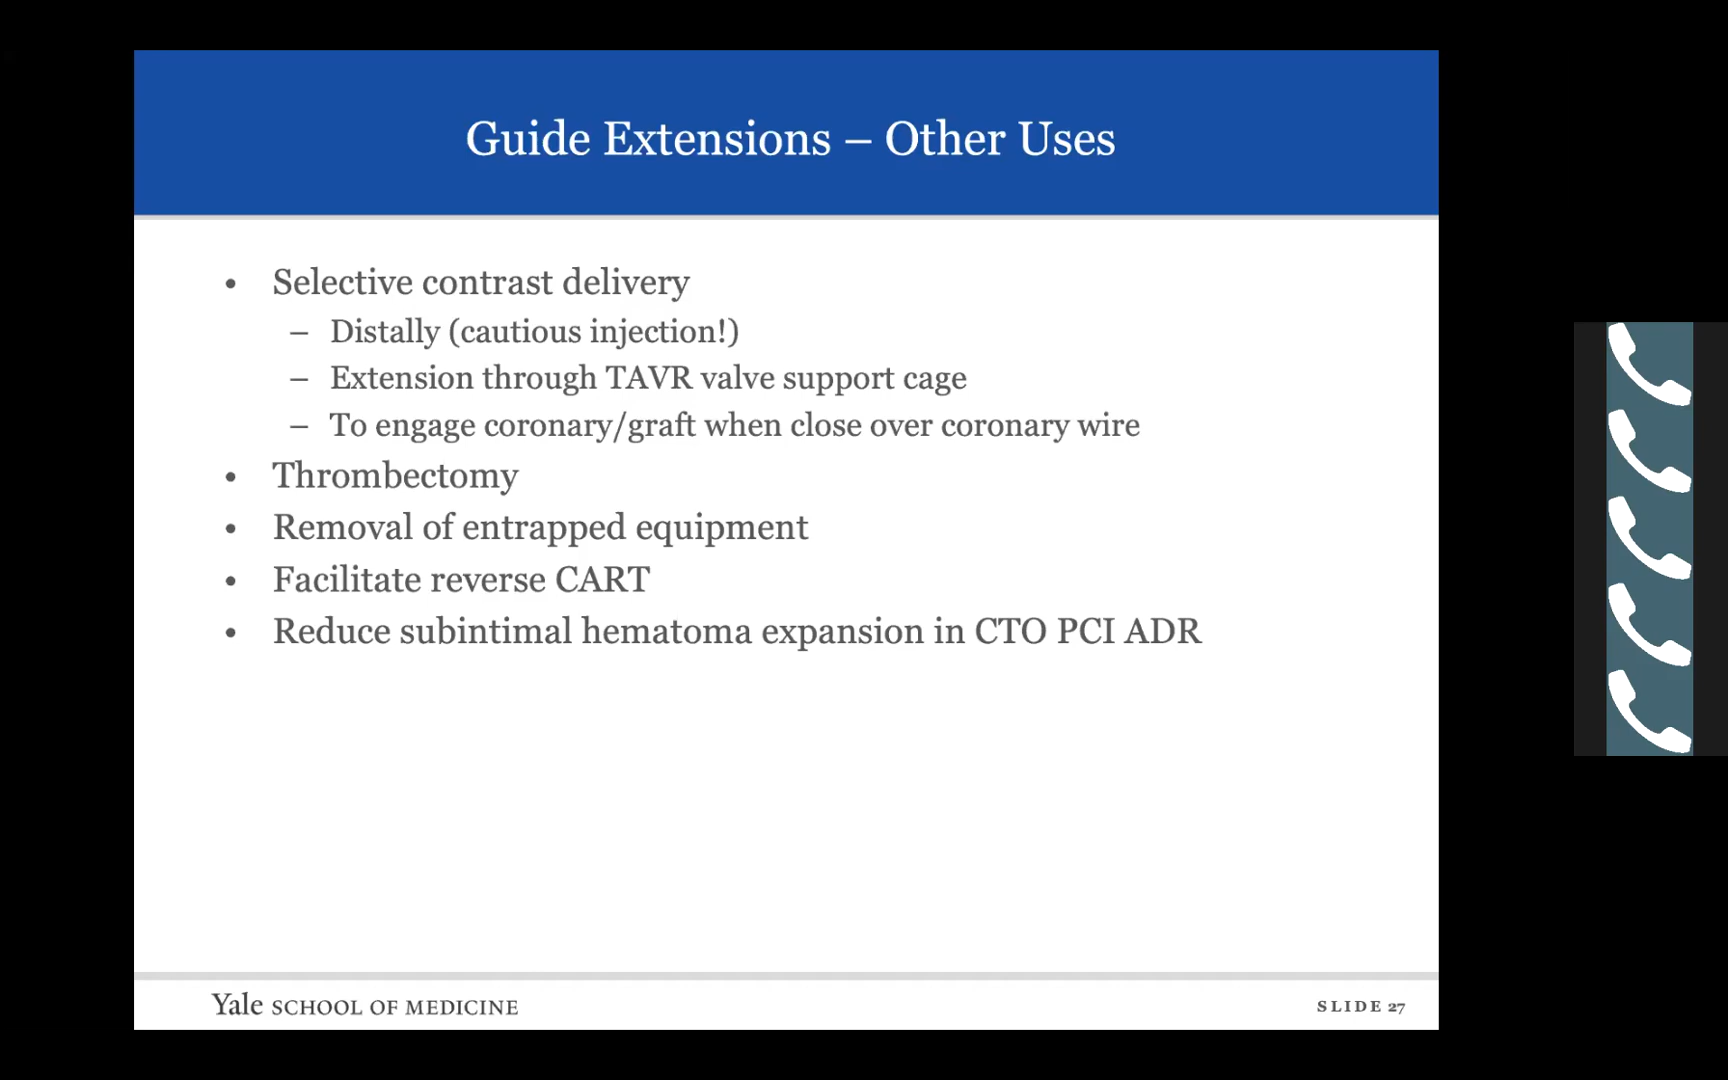 Guide Extensions – Other Uses
• Selective contrast delivery
– Distally (cautious injection!)
– Extension through TAVR valve support cage
– To engage coronary/graft when close over coronary wire
• Thrombectomy
• Removal of entrapped equipment
• Facilitate reverse CART
• Reduce subintimal hematoma expansion in CTO PCI ADR
Yale SCHOOL OF MEDICINE
SLIDE 27